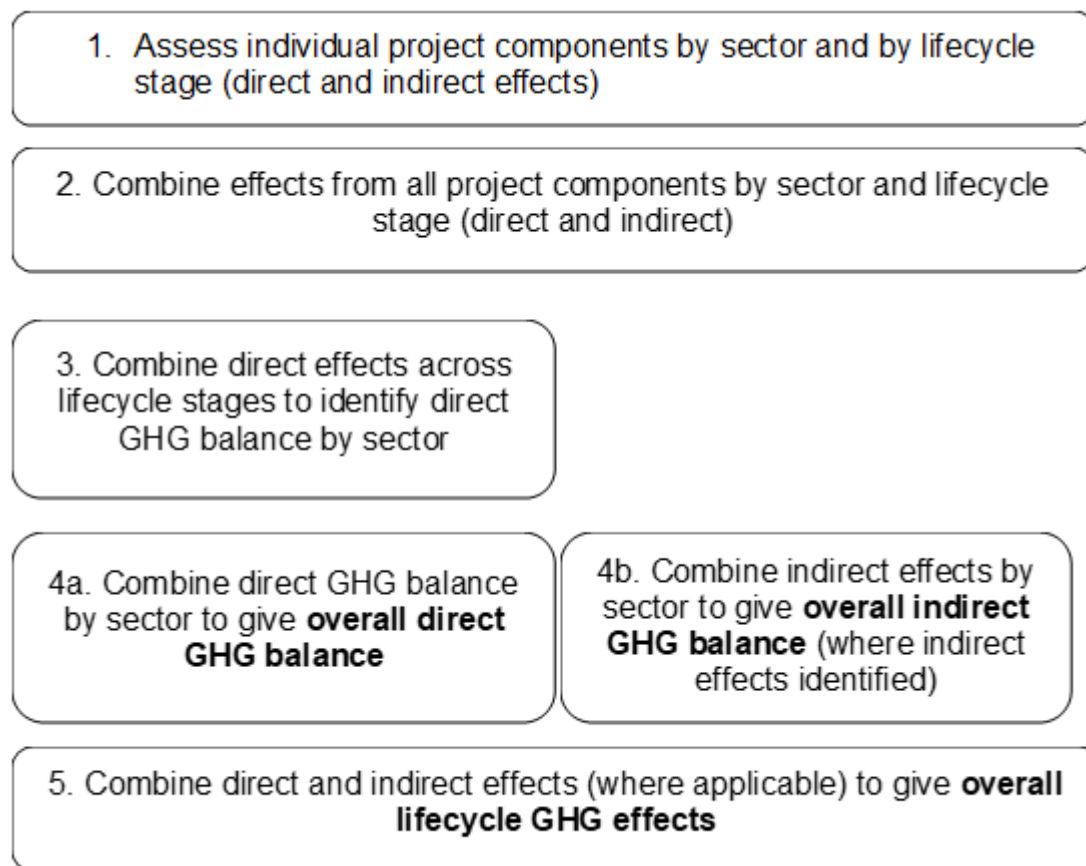 1. Assess individual project components by sector and by lifecycle
stage (direct and indirect effects)
2. Combine effects from all project components by sector and lifecycle
stage (direct and indirect)
3. Combine direct effects across
lifecycle stages to identify direct
GHG balance by sector
4a. Combine direct GHG balance
by sector to give overall direct
GHG balance
4b. Combine indirect effects by
sector to give overall indirect
GHG balance (where indirect
effects identified)
5. Combine direct and indirect effects (where applicable) to give overall
lifecycle GHG effects